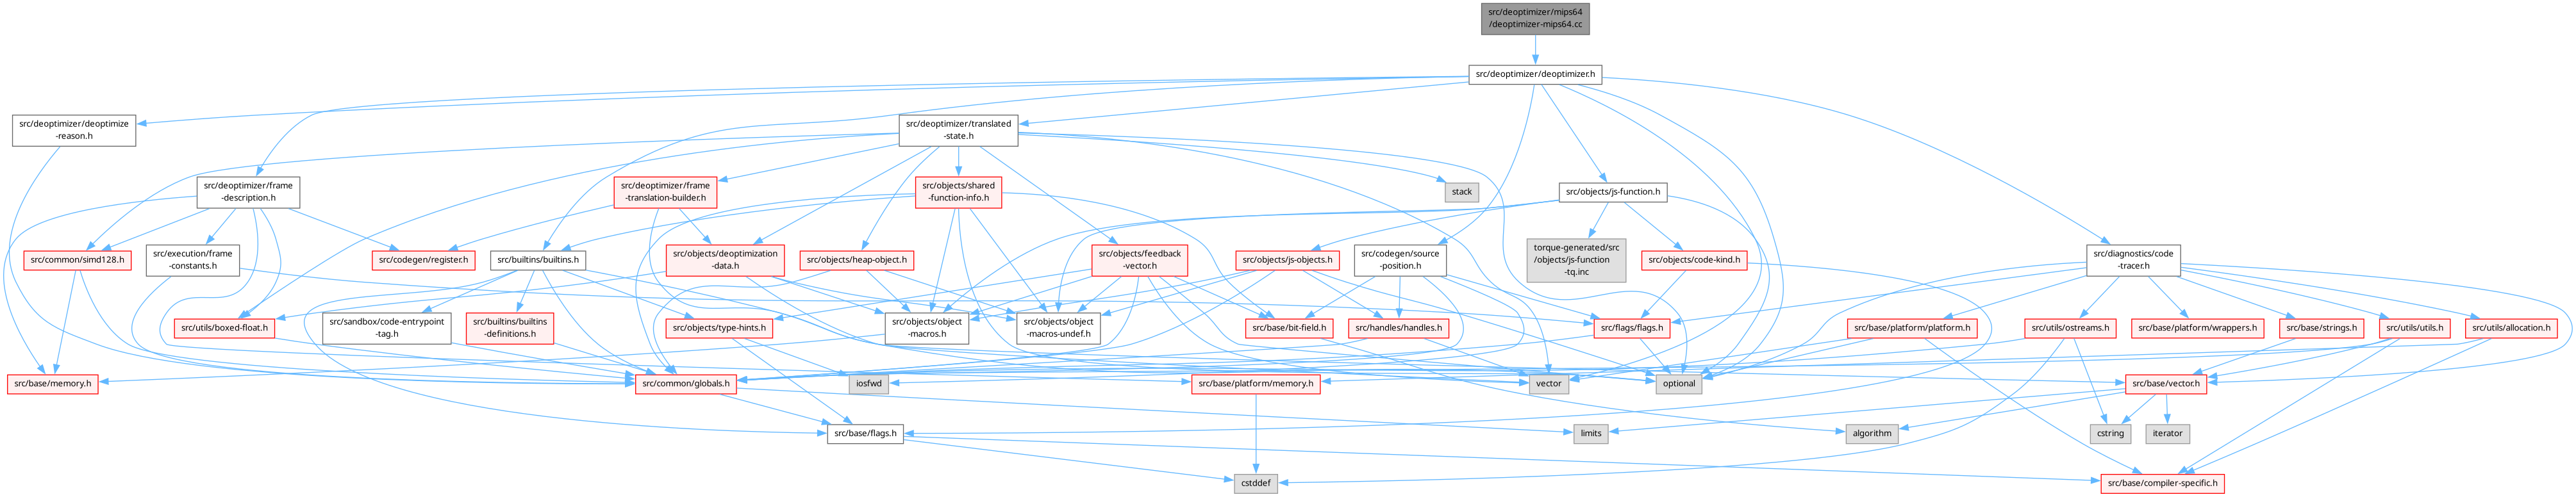 src/deoptimizer/mips64
/deoptimizer-mips64.cc
src/deoptimizer/deoptimizer.h
src/deoptimizer/deoptimize
-reason.h
src/deoptimizer/translated
-state.h
src/deoptimizer/frame
-description.h
src/deoptimizer/frame
-translation-builder.h
src/objects/shared
-function-info.h
stack
src/objects/js-function.h
src/common/simd128.h
src/execution/frame
-constants.h
src/codegen/register.h
src/builtins/builtins.h
src/objects/deoptimization
-data.h
src/objects/heap-object.h
src/objects/feedback
-vector.h
src/objects/js-objects.h
src/codegen/source
-position.h
torque-generated/src
/objects/js-function
-tq.inc
src/objects/code-kind.h
src/diagnostics/code
-tracer.h
src/utils/boxed-float.h
src/sandbox/code-entrypoint
-tag.h
src/builtins/builtins
-definitions.h
src/objects/type-hints.h
src/objects/object
-macros.h
src/objects/object
-macros-undef.h
src/base/bit-field.h
src/handles/handles.h
src/flags/flags.h
src/base/platform/platform.h
src/utils/ostreams.h
src/base/platform/wrappers.h
src/base/strings.h
src/utils/utils.h
src/utils/allocation.h
src/base/memory.h
src/common/globals.h
iosfwd
src/base/platform/memory.h
vector
optional
src/base/vector.h
src/base/flags.h
limits
algorithm
cstring
iterator
cstddef
src/base/compiler-specific.h